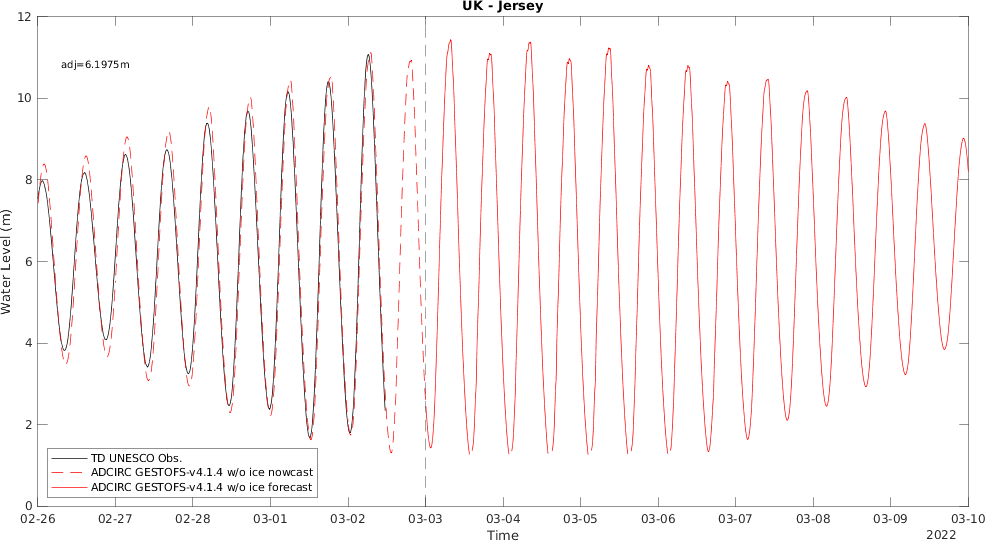 UK - Jersey
adj=6.1975m
Water Level (m)
12
10
8
6
4
2
0
TD UNESCO Obs.
ADCIRC GESTOFS-v4.1.4 w/o ice nowcast
ADCIRC GESTOFS-v4.1.4 w/o ice forecast
02-26 02-27 02-28 03-01 03-02 03-03 03-04 03-05 03-06 03-07 03-08 03-09 03-10
Time
2022